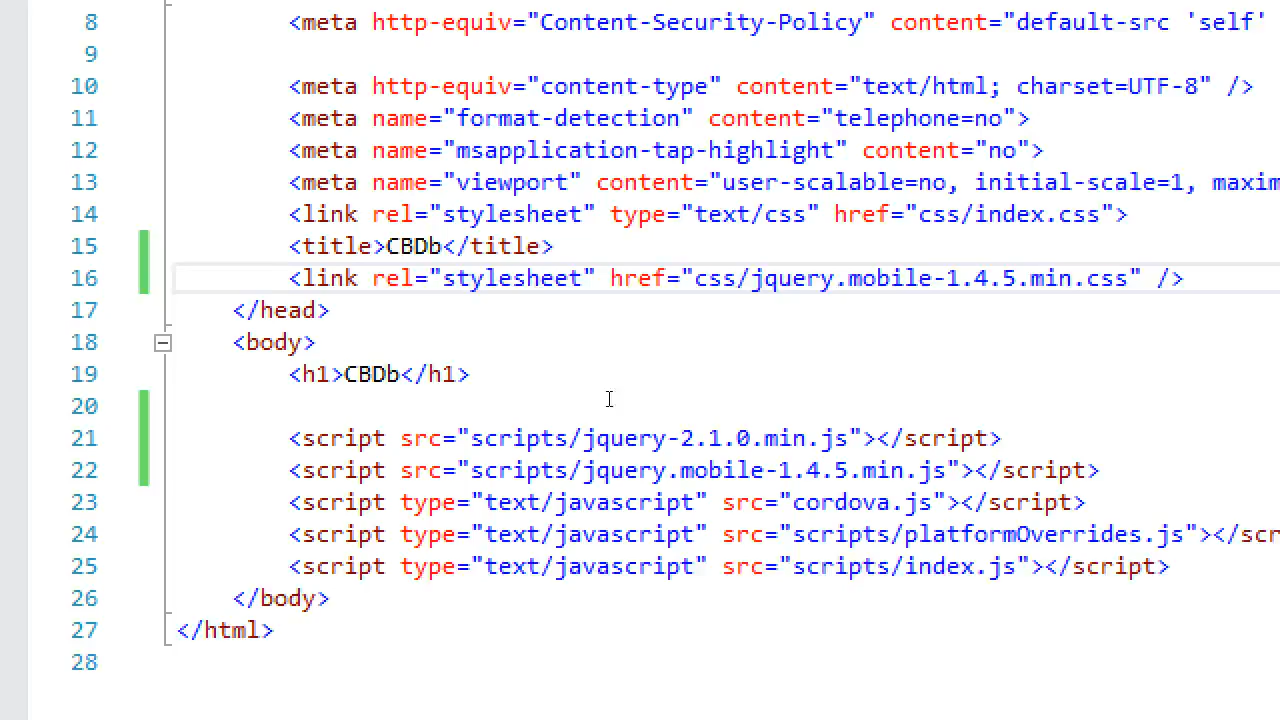 8 <meta http-equiv="Content-Security-Policy" content="default-src 'self'
9
10 <meta http-equiv="content-type" content="text/html; charset=UTF-8" />
11 <meta name="format-detection" content="telephone=no">
12 <meta name="msapplication-tap-highlight" content="no">
13 <meta name="viewport" content="user-scalable=no, initial-scale=1, maxim
14 <link rel="stylesheet" type="text/css" href="css/index.css">
15 <title>CBDb</title>
16 <link rel="stylesheet" href="css/jquery.mobile-1.4.5.min.css" />
17 </head>
18 <body>
19 <h1>CBDb</h1>
20
21 <script src="scripts/jquery-2.1.0.min.js"></script>
22 <script src="scripts/jquery.mobile-1.4.5.min.js"></script>
23 <script type="text/javascript" src="cordova.js"></script>
24 <script type="text/javascript" src="scripts/platformOverrides.js"></scr
25 <script type="text/javascript" src="scripts/index.js"></script>
26 </body>
27 </html>
28